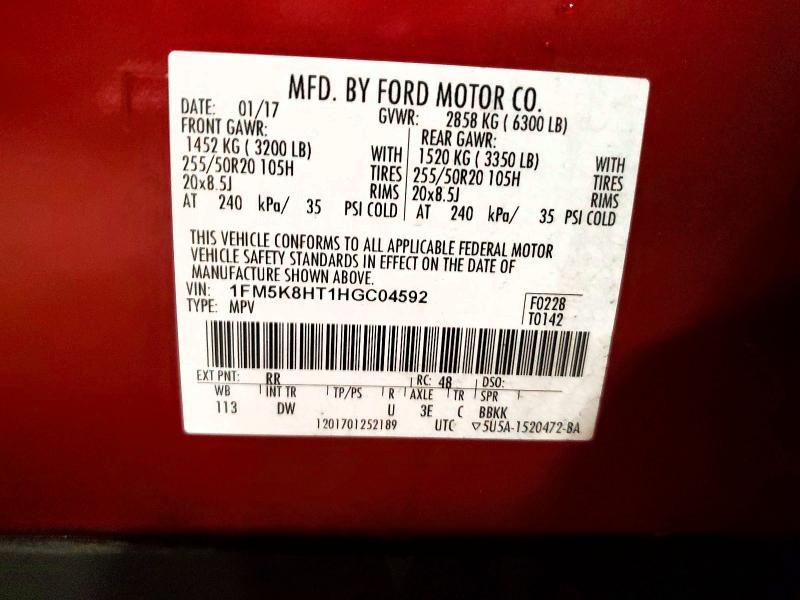 MFD. BY FORD MOTOR CO.
DATE: 01/17 GVWR: 2858 KG ( 6300 LB)
FRONT GAWR: REAR GAWR:
1452 KG ( 3200 LB) WITH 1520 KG ( 3350 LB) WITH
255/50R20 105H TIRES 255/50R20 105H TIRES
20x8.5J RIMS 20x8.5J RIMS
AT 240 kPa/ 35 PSI COLD AT 240 kPa/ 35 PSI COLD
THIS VEHICLE CONFORMS TO ALL APPLICABLE FEDERAL MOTOR
VEHICLE SAFETY STANDARDS IN EFFECT ON THE DATE OF
MANUFACTURE SHOWN ABOVE.
VIN: 1FM5K8HT1HGC04592 F0228
TYPE: MPV T0142
EXT PNT: RR RC: 48 DSO:
WB INT TR TP/PS R AXLE TR SPR
113 DW U 3E C BBKK
1201701252189 UTC ▽5U5A-1520472-BA